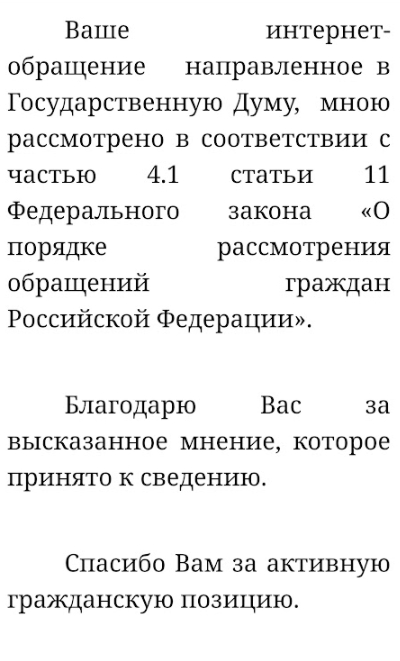 Ваше интернет-
обращение направленное в
Государственную Думу, мною
рассмотрено в соответствии с
частью 4.1 статьи 11
Федерального закона «О
порядке рассмотрения
обращений граждан
Российской Федерации».
Благодарю Вас за
высказанное мнение, которое
принято к сведению.
Спасибо Вам за активную
гражданскую позицию.